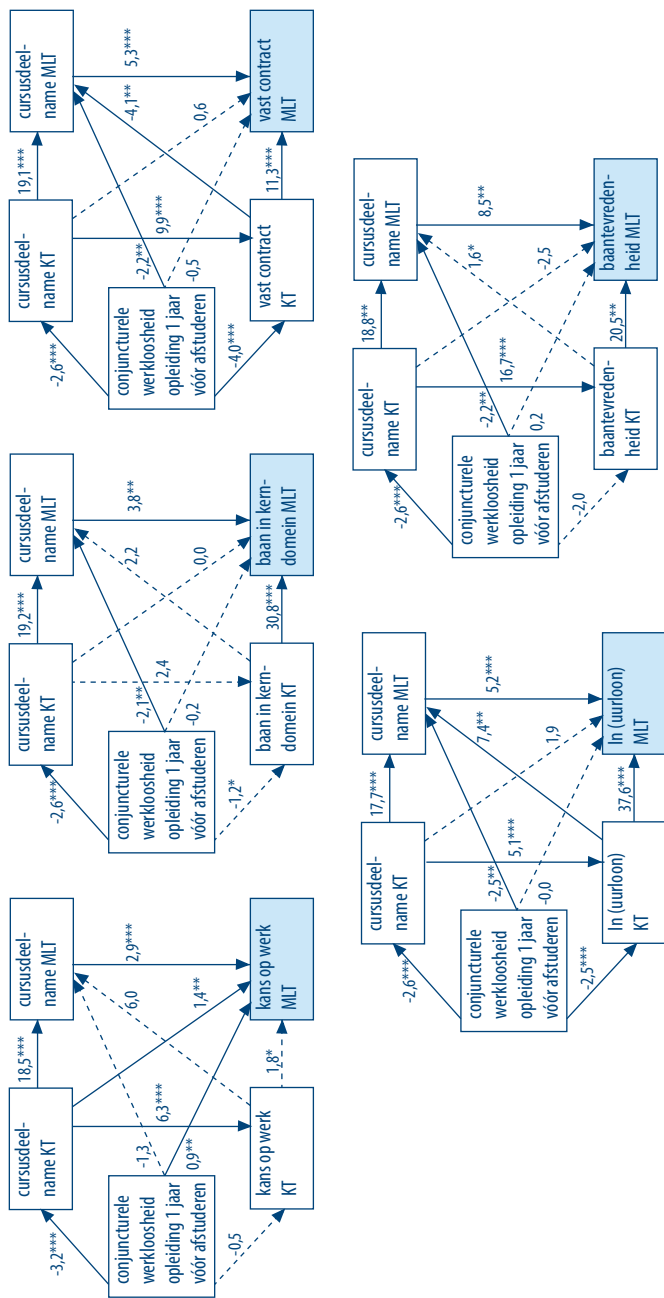 cursusdeel-
name KT
18,5***
cursusdeel-
name MLT
-3,2***
conjuncturele
werkloosheid
opleiding 1 jaar
vóór afstuderen
-1,3
0,9**
6,3***
1,4**
6,0
2,9***
-0,5
kans op werk
KT
1,8*
kans op werk
MLT
cursusdeel-
name KT
19,2***
cursusdeel-
name MLT
-2,6***
conjuncturele
werkloosheid
opleiding 1 jaar
vóór afstuderen
-2,1**
-0,2
2,4
0,0
2,2
3,8**
-1,2*
baan in kern-
domein KT
30,8***
baan in kern-
domein MLT
cursusdeel-
name KT
19,1***
cursusdeel-
name MLT
-2,6***
conjuncturele
werkloosheid
opleiding 1 jaar
vóór afstuderen
-2,2**
-0,5
9,9***
0,6
-4,1**
5,3***
-4,0***
vast contract
KT
11,3***
vast contract
MLT
cursusdeel-
name KT
17,7***
cursusdeel-
name MLT
-2,6***
conjuncturele
werkloosheid
opleiding 1 jaar
vóór afstuderen
-2,5**
-0,0
5,1***
1,9
7,4**
5,2***
-2,5***
ln (uurloon)
KT
37,6***
ln (uurloon)
MLT
cursusdeel-
name KT
18,8**
cursusdeel-
name MLT
-2,6***
conjuncturele
werkloosheid
opleiding 1 jaar
vóór afstuderen
-2,2**
0,2
16,7***
-2,5
1,6*
8,5**
-2,0
baantevreden-
heid KT
20,5**
baantevreden-
heid MLT